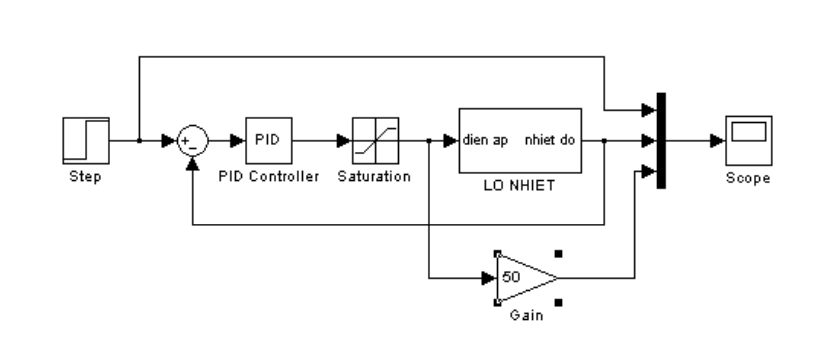 PID
dien ap nhiet do
Step
PID Controller
Saturation
LO NHIET
Scope
50
Gain